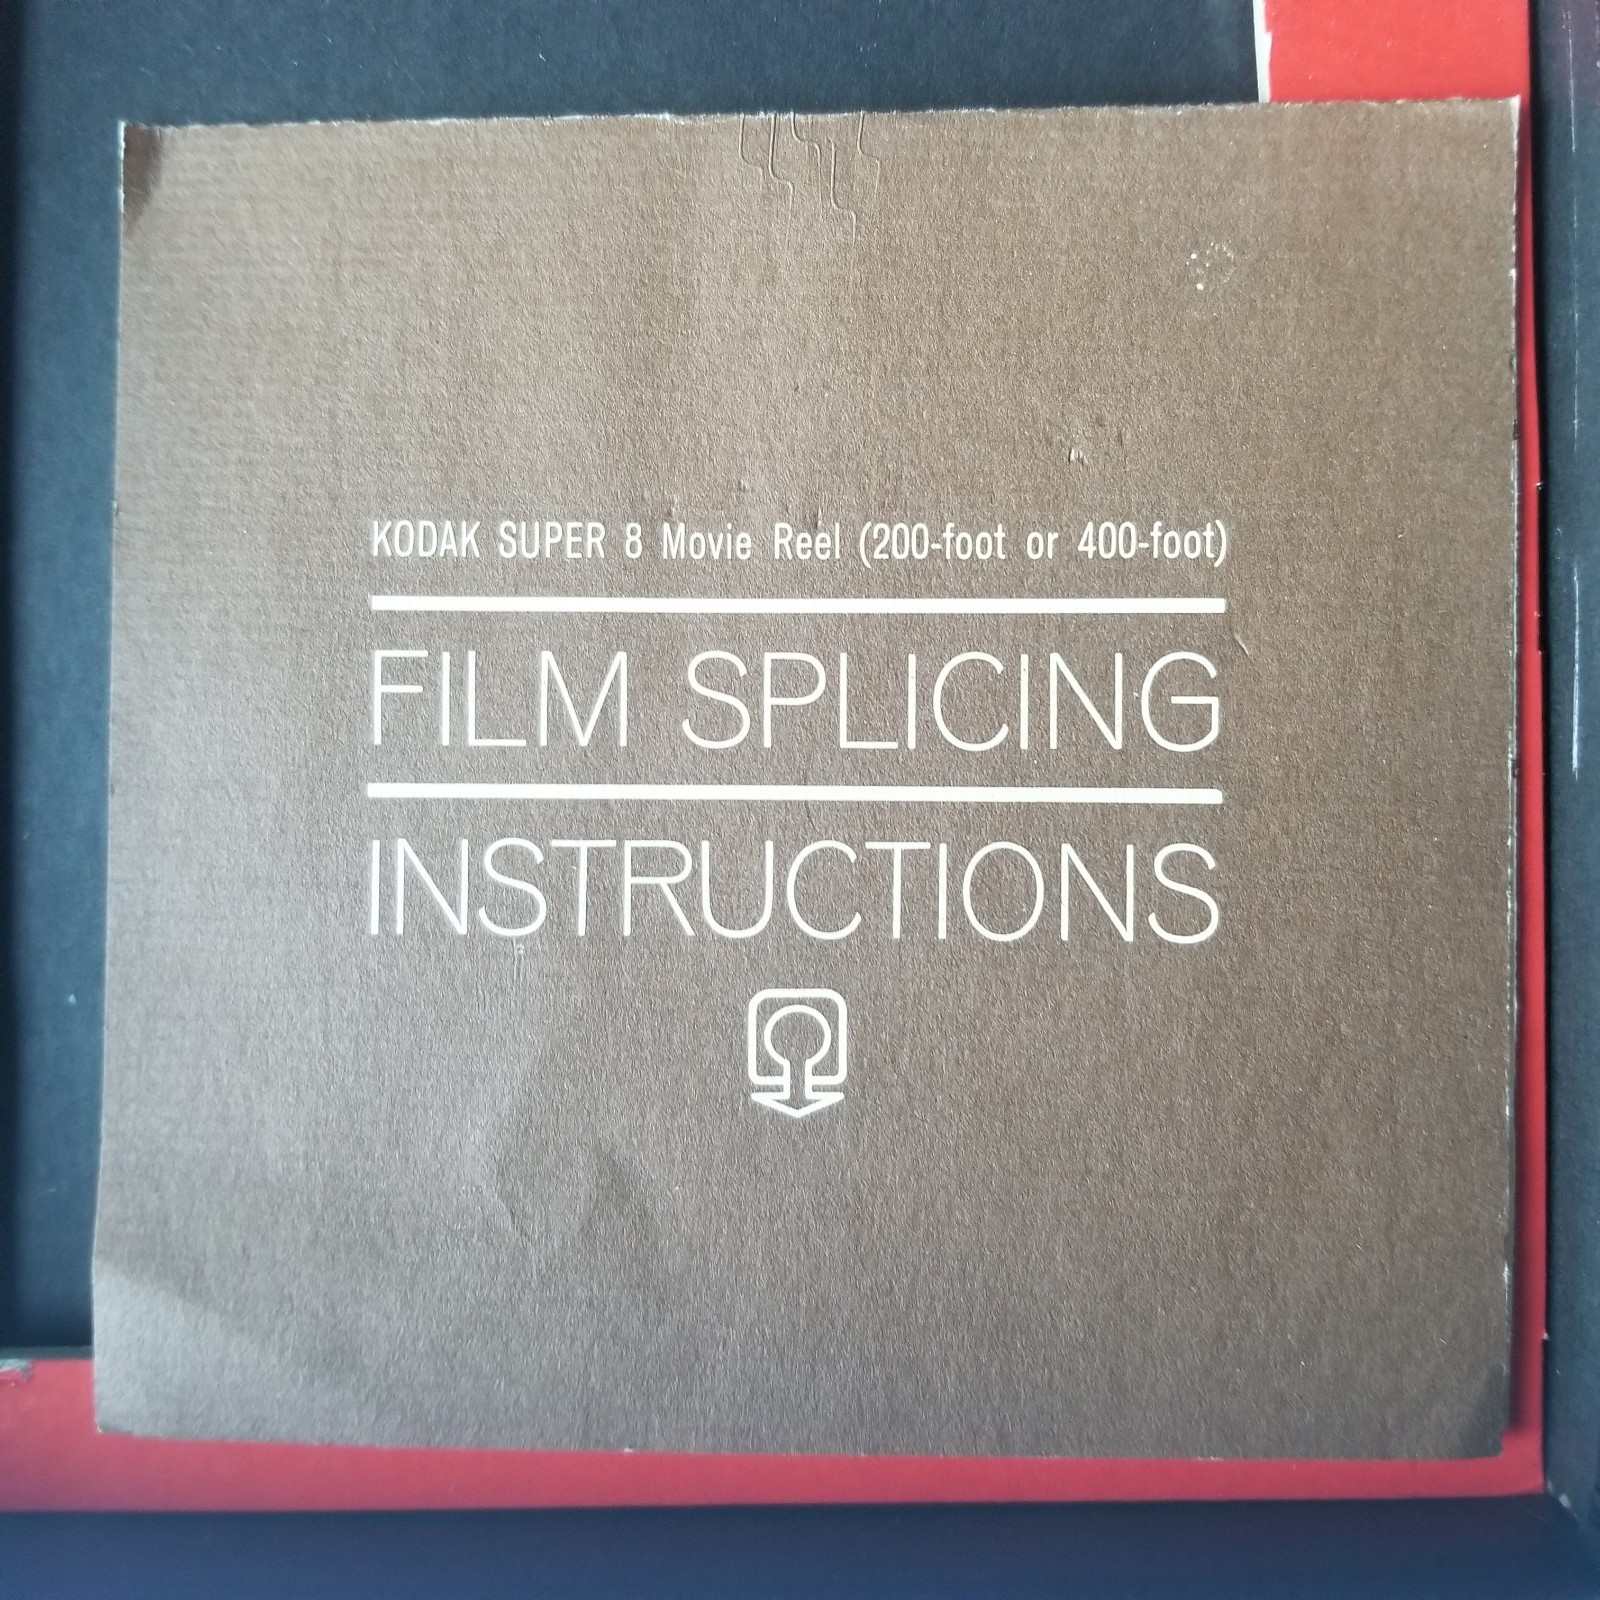 KODAK SUPER 8 Movie Reel (200-foot or 400-foot)
FILM SPLICING
INSTRUCTIONS